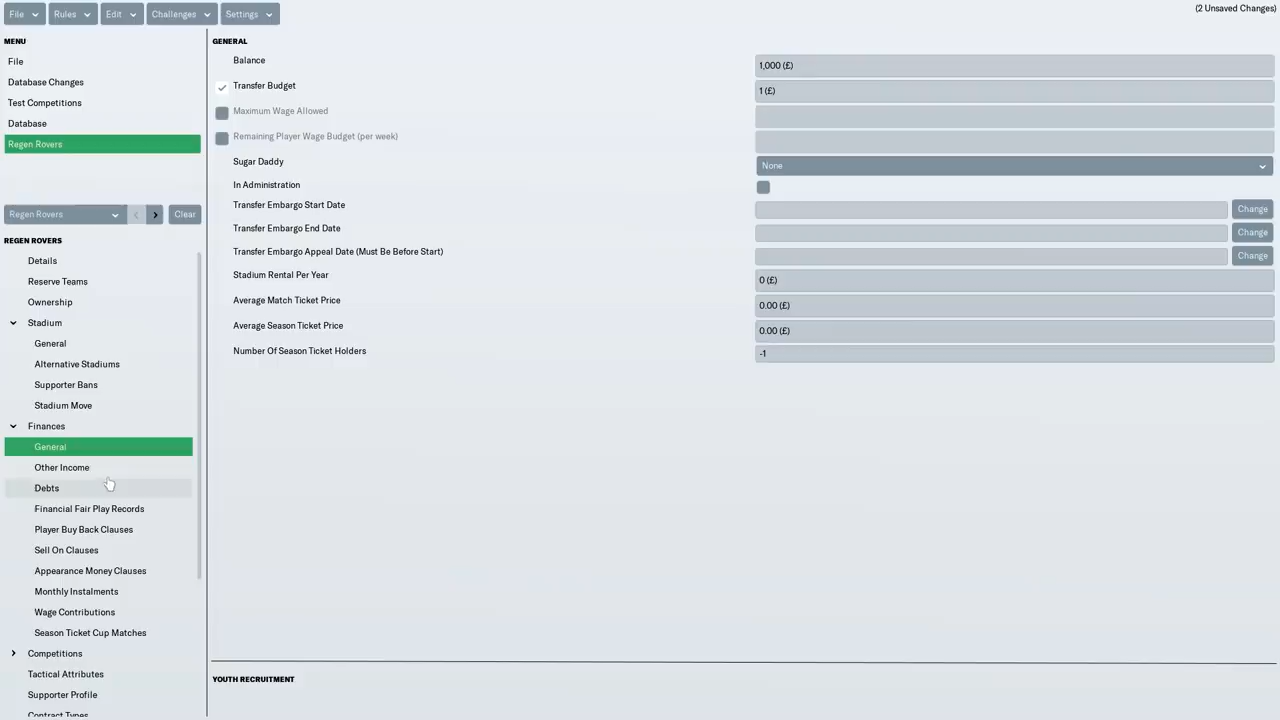 File
Rules
Edit
Challenges
Settings
(2 Unsaved Changes)
MENU
File
Database Changes
Test Competitions
Database
Regen Rovers
Regen Rovers
Clear
REGEN ROVERS
Details
Reserve Teams
Ownership
Stadium
General
Alternative Stadiums
Supporter Bans
Stadium Move
Finances
General
Other Income
Debts
Financial Fair Play Records
Player Buy Back Clauses
Sell On Clauses
Appearance Money Clauses
Monthly Instalments
Wage Contributions
Season Ticket Cup Matches
Competitions
Tactical Attributes
Supporter Profile
Contract Types
GENERAL
Balance 1,000 (£)
Transfer Budget 1 (£)
Maximum Wage Allowed
Remaining Player Wage Budget (per week)
Sugar Daddy None
In Administration
Transfer Embargo Start Date Change
Transfer Embargo End Date Change
Transfer Embargo Appeal Date (Must Be Before Start) Change
Stadium Rental Per Year 0 (£)
Average Match Ticket Price 0.00 (£)
Average Season Ticket Price 0.00 (£)
Number Of Season Ticket Holders -1
YOUTH RECRUITMENT